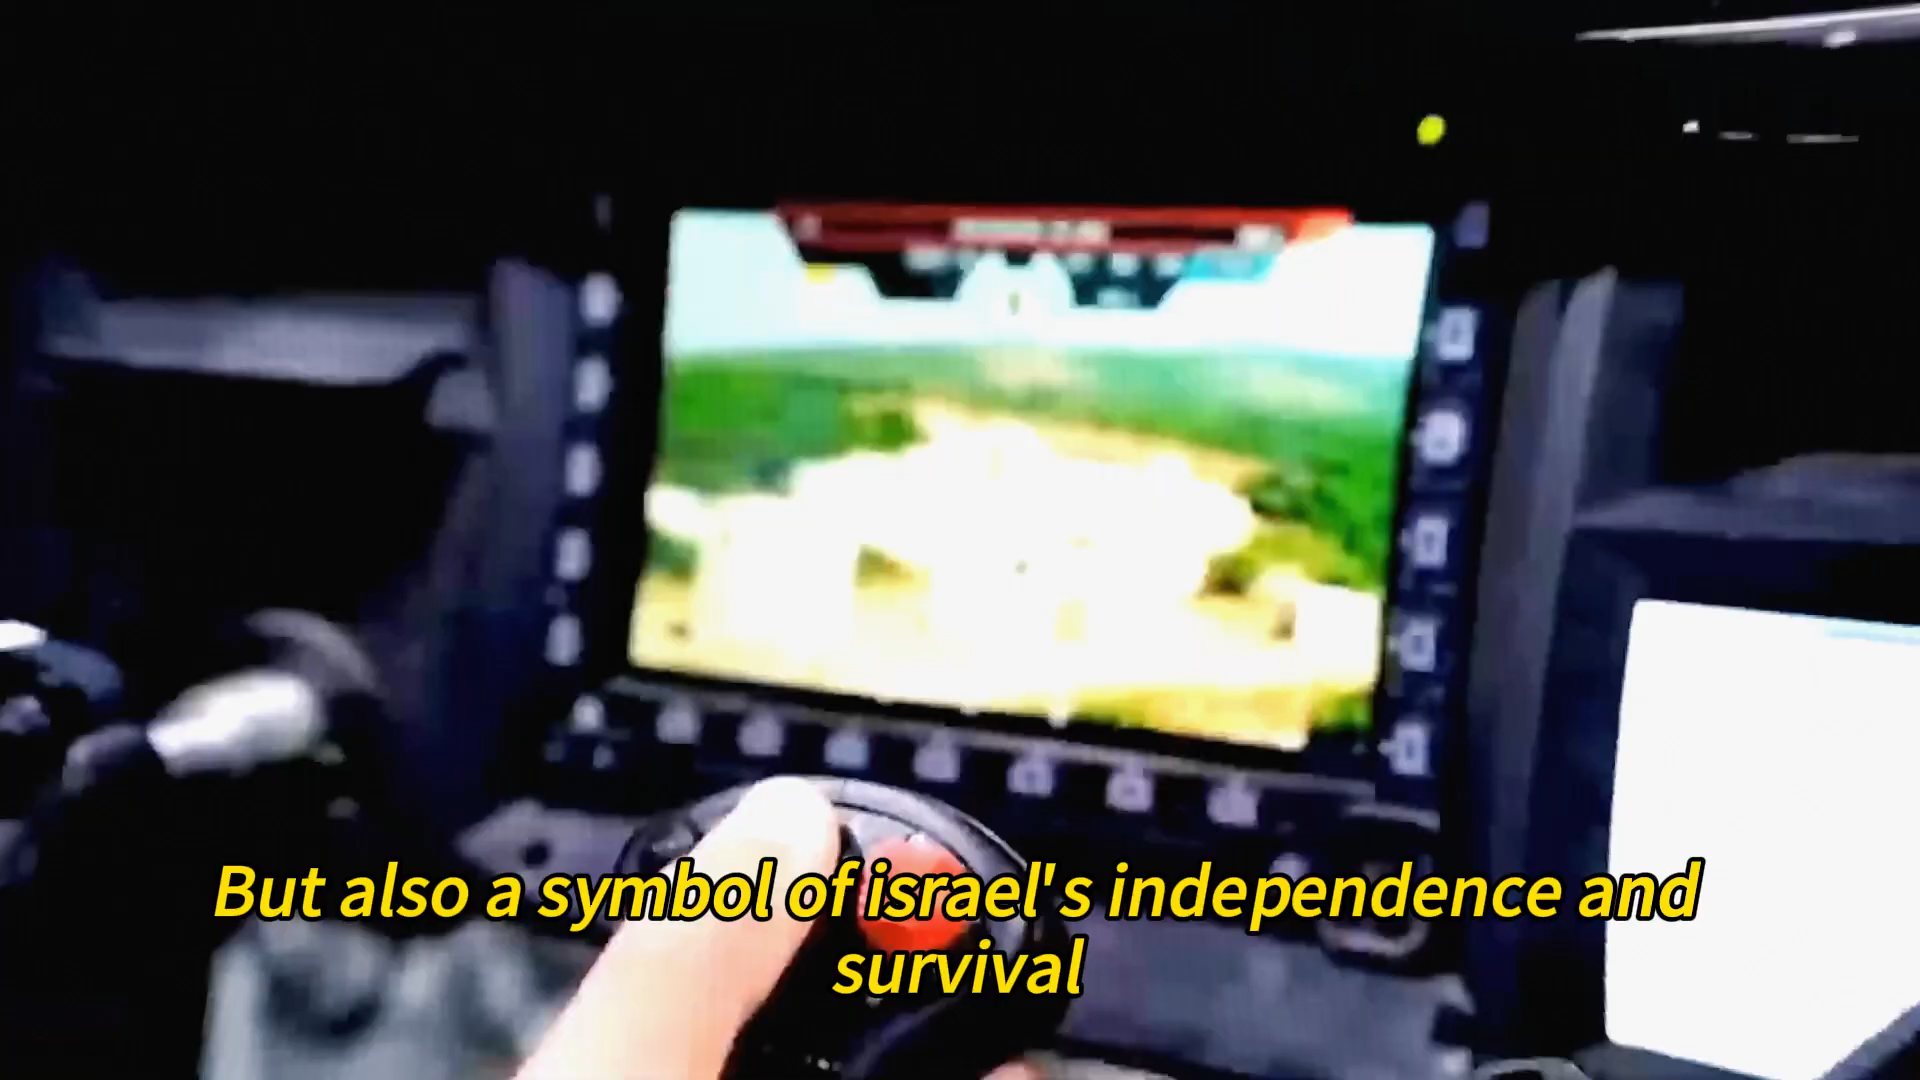 But also a symbol of israel's independence and
survival